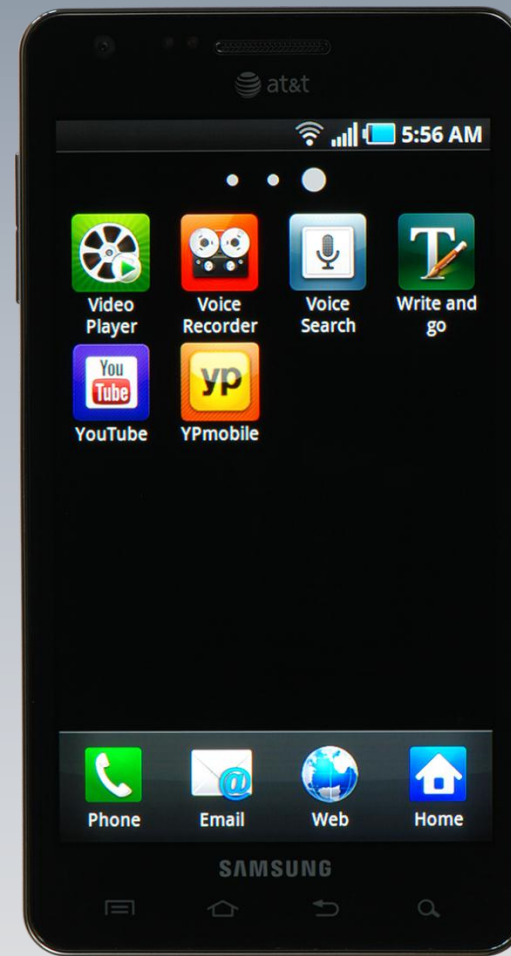 at&t
5:56 AM
Video
Player
Voice
Recorder
Voice
Search
Write and
go
T
You
Tube
yp
YouTube
YPmobile
@
Phone
Email
Web
Home
SAMSUNG